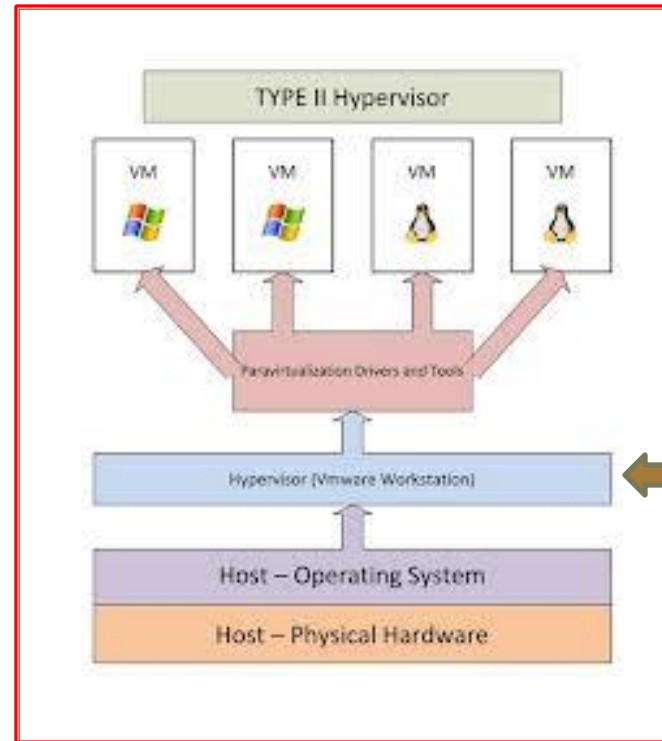 TYPE II Hypervisor
VM VM VM VM
Paravirtualization Drivers and Tools
Hypervisor (Vmware Workstation)
Host – Operating System
Host – Physical Hardware